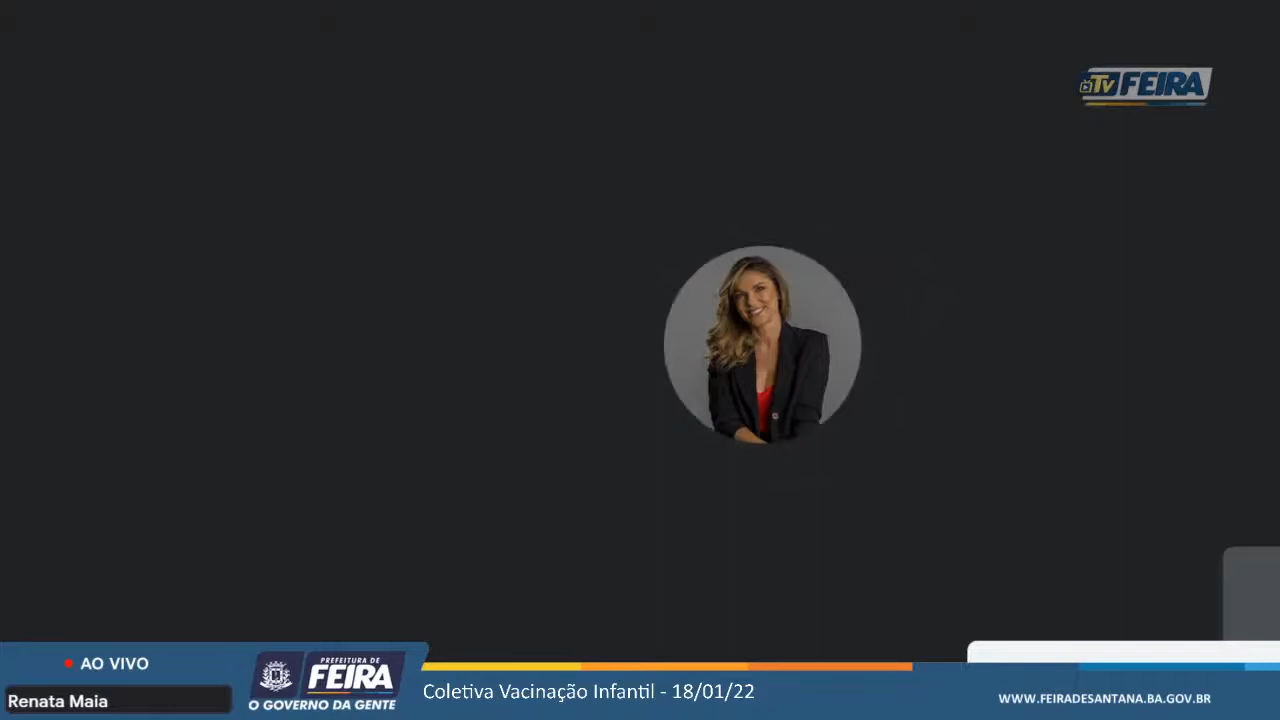 Tv FEIRA
AO VIVO
Renata Maia
PREFEITURA DE
FEIRA
O GOVERNO DA GENTE
Coletiva Vacinação Infantil - 18/01/22
WWW.FEIRADESANTANA.BA.GOV.BR